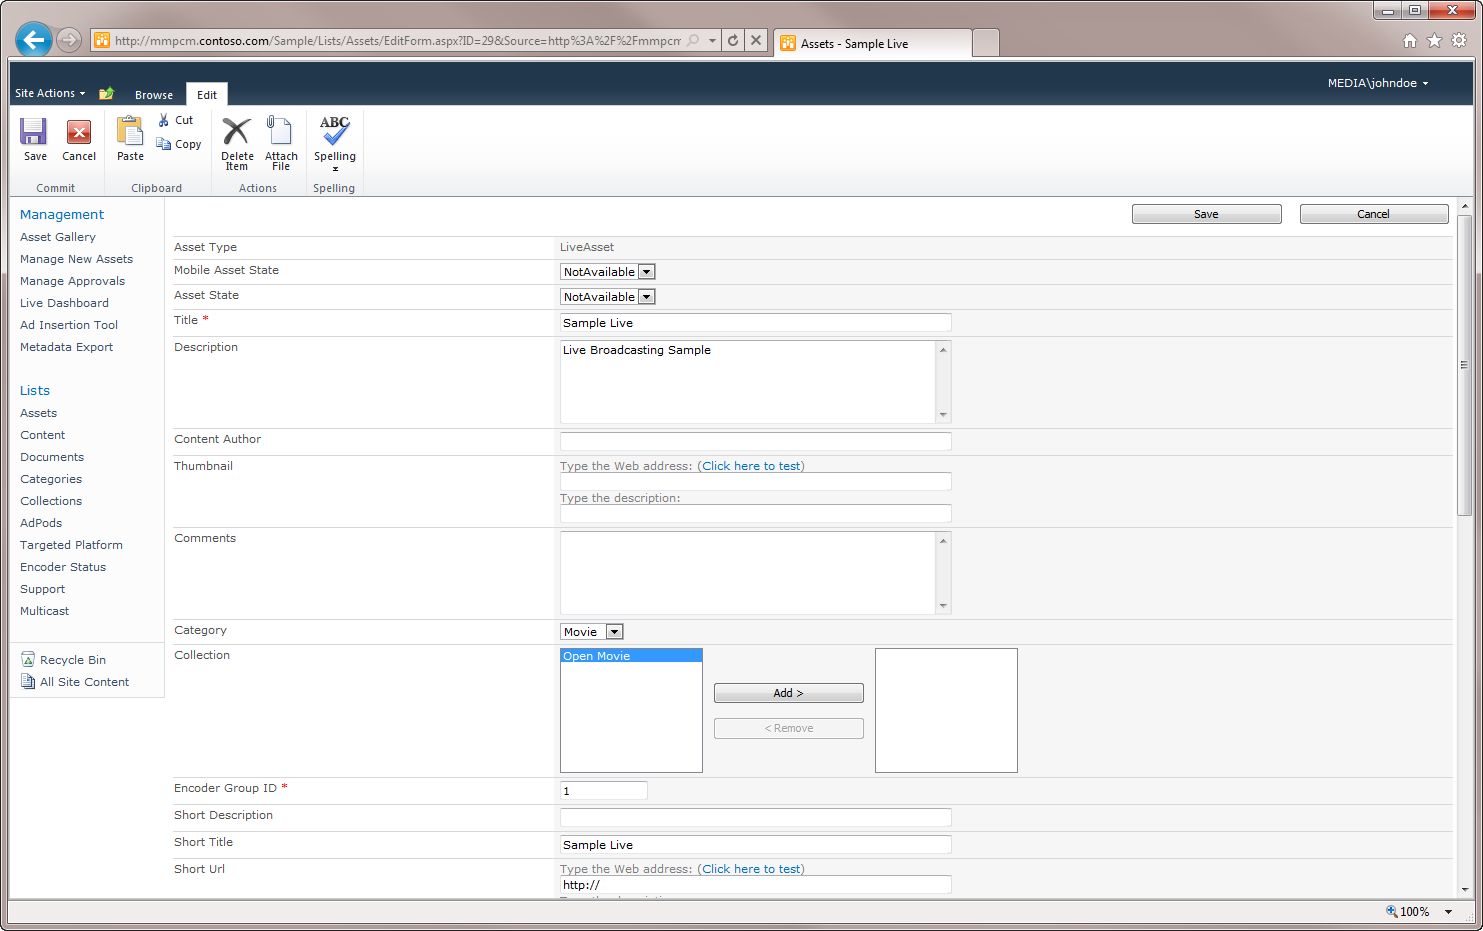 http://mmpcm.contoso.com/Sample/Lists/Assets/EditForm.aspx?ID=29&Source=http%3A%2F%2Fmmpcm
Assets - Sample Live
Site Actions
Browse
Edit
MEDIA\johndoe
Save
Cancel
Paste
Cut
Copy
Delete Item
Attach File
ABC
Spelling
Commit
Clipboard
Actions
Spelling
Management
Asset Gallery
Manage New Assets
Manage Approvals
Live Dashboard
Ad Insertion Tool
Metadata Export
Lists
Assets
Content
Documents
Categories
Collections
AdPods
Targeted Platform
Encoder Status
Support
Multicast
Recycle Bin
All Site Content
Save
Cancel
Asset Type
LiveAsset
Mobile Asset State
NotAvailable
Asset State
NotAvailable
Title *
Sample Live
Description
Live Broadcasting Sample
Content Author
Thumbnail
Type the Web address: (Click here to test)
Type the description:
Comments
Category
Movie
Collection
Open Movie
Add >
< Remove
Encoder Group ID *
1
Short Description
Short Title
Sample Live
Short Url
Type the Web address: (Click here to test)
http://
100%